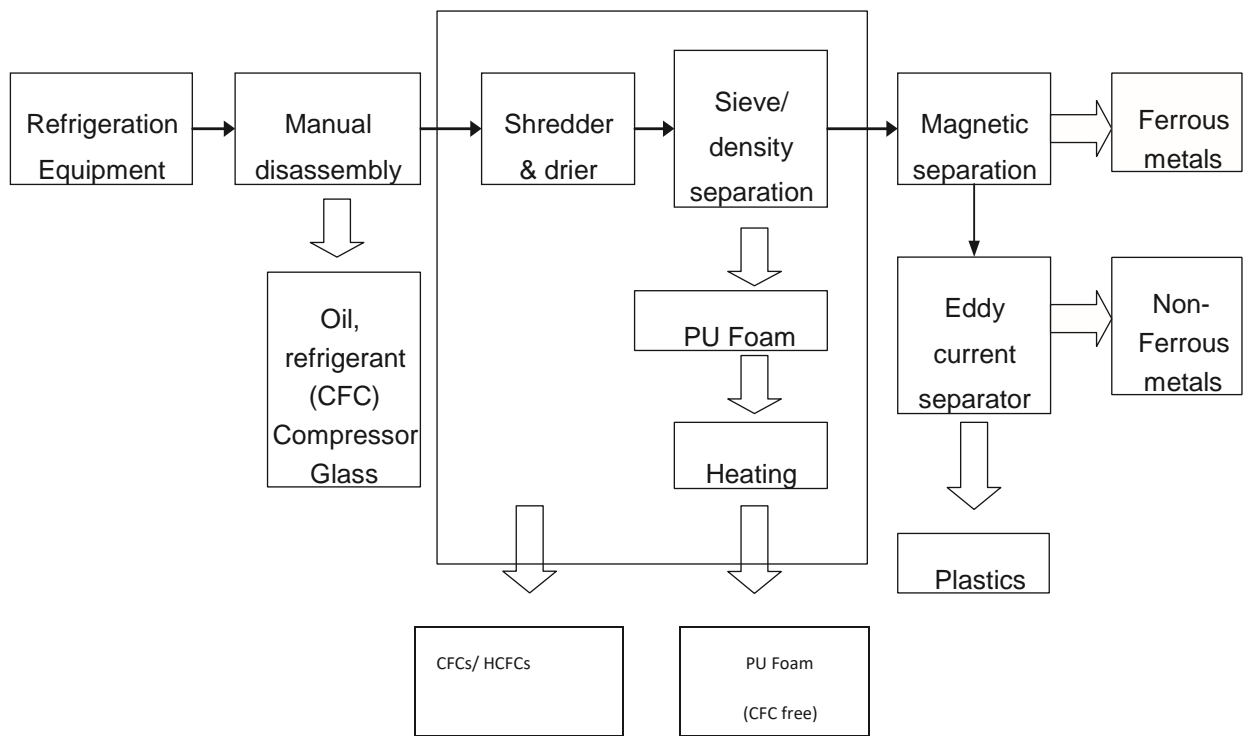 Refrigeration
Equipment
Manual
disassembly
Shredder
& drier
Sieve/
density
separation
Magnetic
separation
Ferrous
metals
Oil,
refrigerant
(CFC)
Compressor
Glass
PU Foam
Heating
Eddy
current
separator
Non-
Ferrous
metals
Plastics
CFCs/ HCFCs
PU Foam
(CFC free)